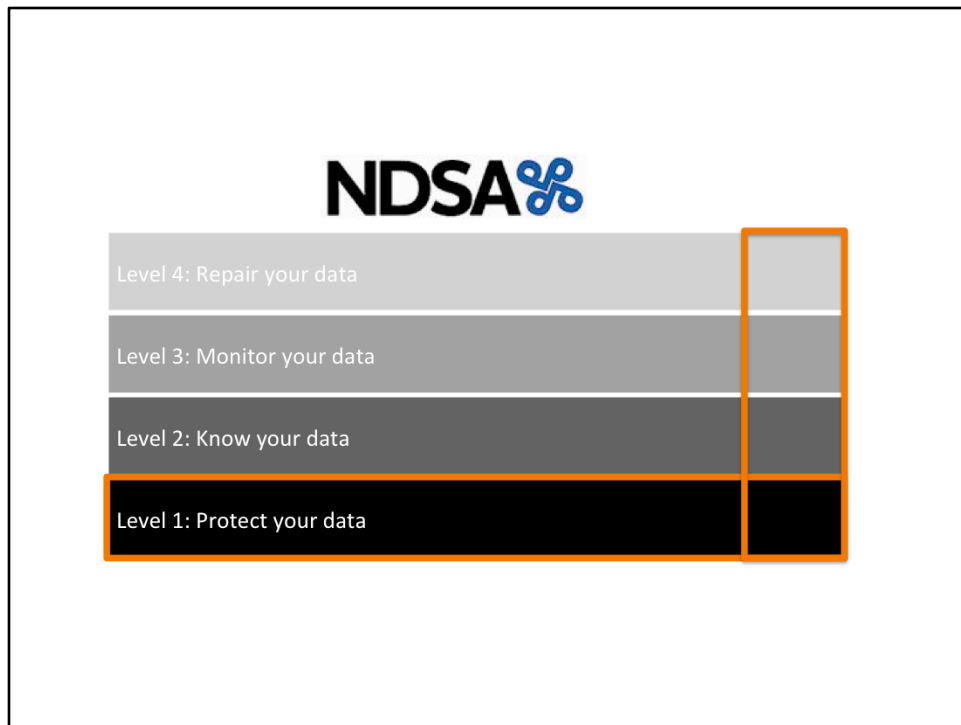 NDSA
Level 4: Repair your data
Level 3: Monitor your data
Level 2: Know your data
Level 1: Protect your data